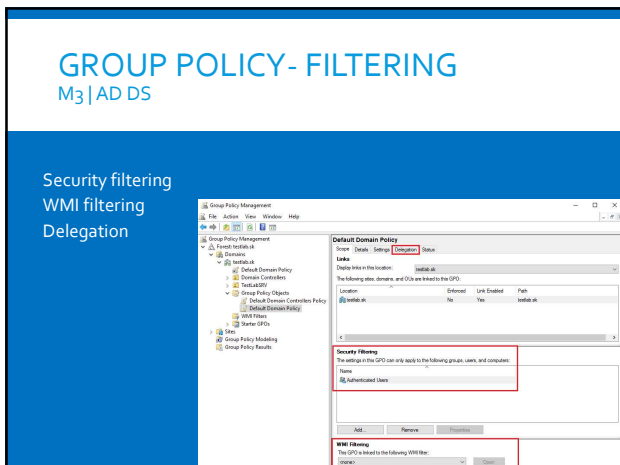 GROUP POLICY- FILTERING
M3 | AD DS
Security filtering
WMI filtering
Delegation
Group Policy Management
File Action View Window Help
Group Policy Management
Forest: testlab.sk
Domains
testlab.sk
Default Domain Policy
Domain Controllers
TestLabSRV
Group Policy Objects
Default Domain Controllers Policy
Default Domain Policy
WMI Filters
Starter GPOs
Sites
Group Policy Modeling
Group Policy Results
Default Domain Policy
Scope Details Settings Delegation Status
Links
Display links in this location: testlab.sk
The following sites, domains, and OUs are linked to this GPO:
Location Enforced Link Enabled Path
testlab.sk No Yes testlab.sk
Security Filtering
The settings in this GPO can only apply to the following groups, users, and computers:
Name
Authenticated Users
Add... Remove Properties
WMI Filtering
This GPO is linked to the following WMI filter:
<none> Open